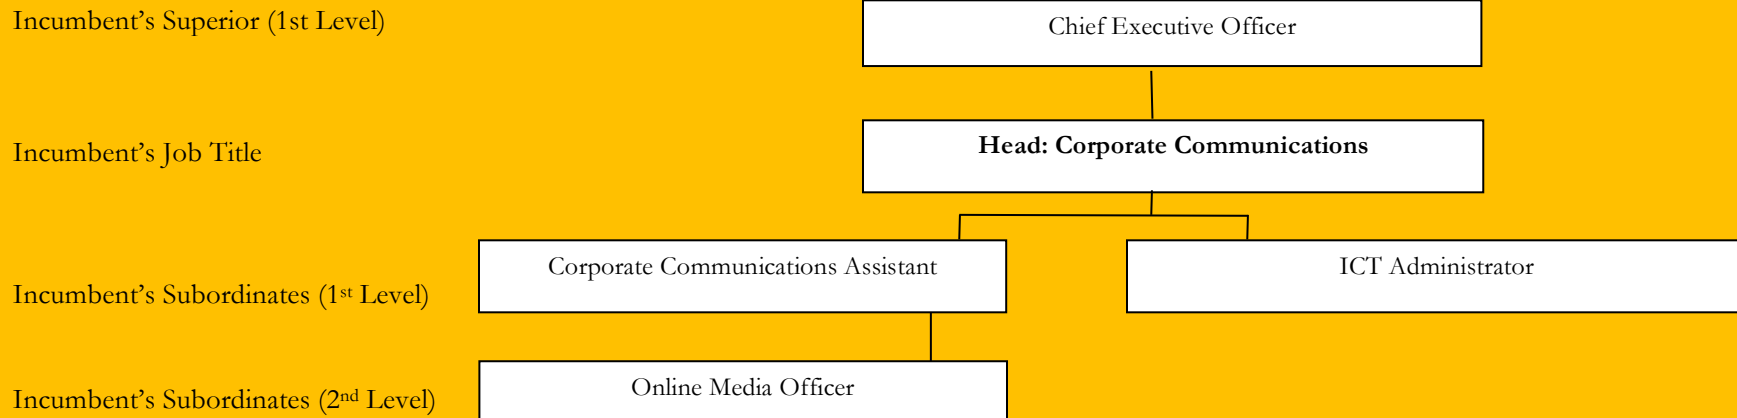 Incumbent’s Superior (1st Level)
Chief Executive Officer
Incumbent’s Job Title
Head: Corporate Communications
Incumbent’s Subordinates (1st Level)
Corporate Communications Assistant
ICT Administrator
Incumbent’s Subordinates (2nd Level)
Online Media Officer